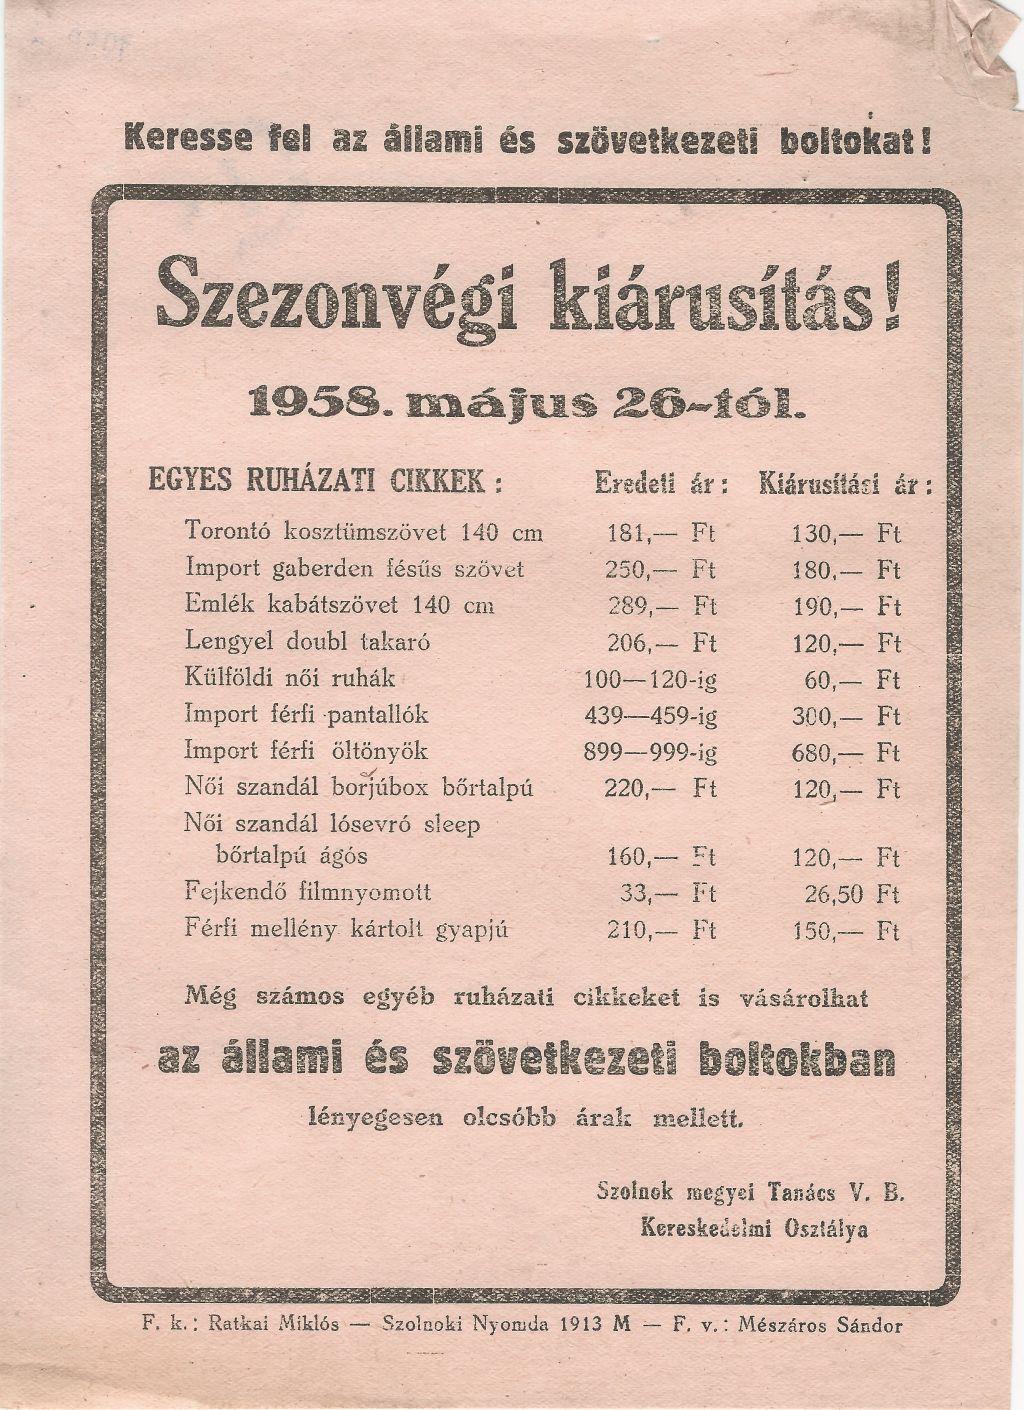 Keresse fel az állami és szövetkezeti boltokat!
Szezonvégi kiárusítás!
1958. május 26-tól.
EGYES RUHÁZATI CIKKEK : Eredeti ár : Kiárusítási ár :
Torontó kosztümszövet 140 cm 181,— Ft 130,— Ft
Import gaberden fésűs szövet 250,— Ft 180,— Ft
Emlék kabátszövet 140 cm 289,— Ft 190,— Ft
Lengyel doubl takaró 206,— Ft 120,— Ft
Külföldi női ruhák 100—120-ig 60,— Ft
Import férfi pantallók 439—459-ig 300,— Ft
Import férfi öltönyök 899—999-ig 680,— Ft
Női szandál borjúbox bőrtalpú 220,— Ft 120,— Ft
Női szandál lósevró sleep
bőrtalpú ágós 160,— Ft 120,— Ft
Fejkendő filmnyomott 33,— Ft 26,50 Ft
Férfi mellény kártolt gyapjú 210,— Ft 150,— Ft
Még számos egyéb ruházati cikkeket is vásárolhat
az állami és szövetkezeti boltokban
lényegesen olcsóbb árak mellett.
Szolnok megyei Tanács V. B.
Kereskedelmi Osztálya
F. k. : Ratkai Miklós — Szolnoki Nyomda 1913 M — F. v. : Mészáros Sándor